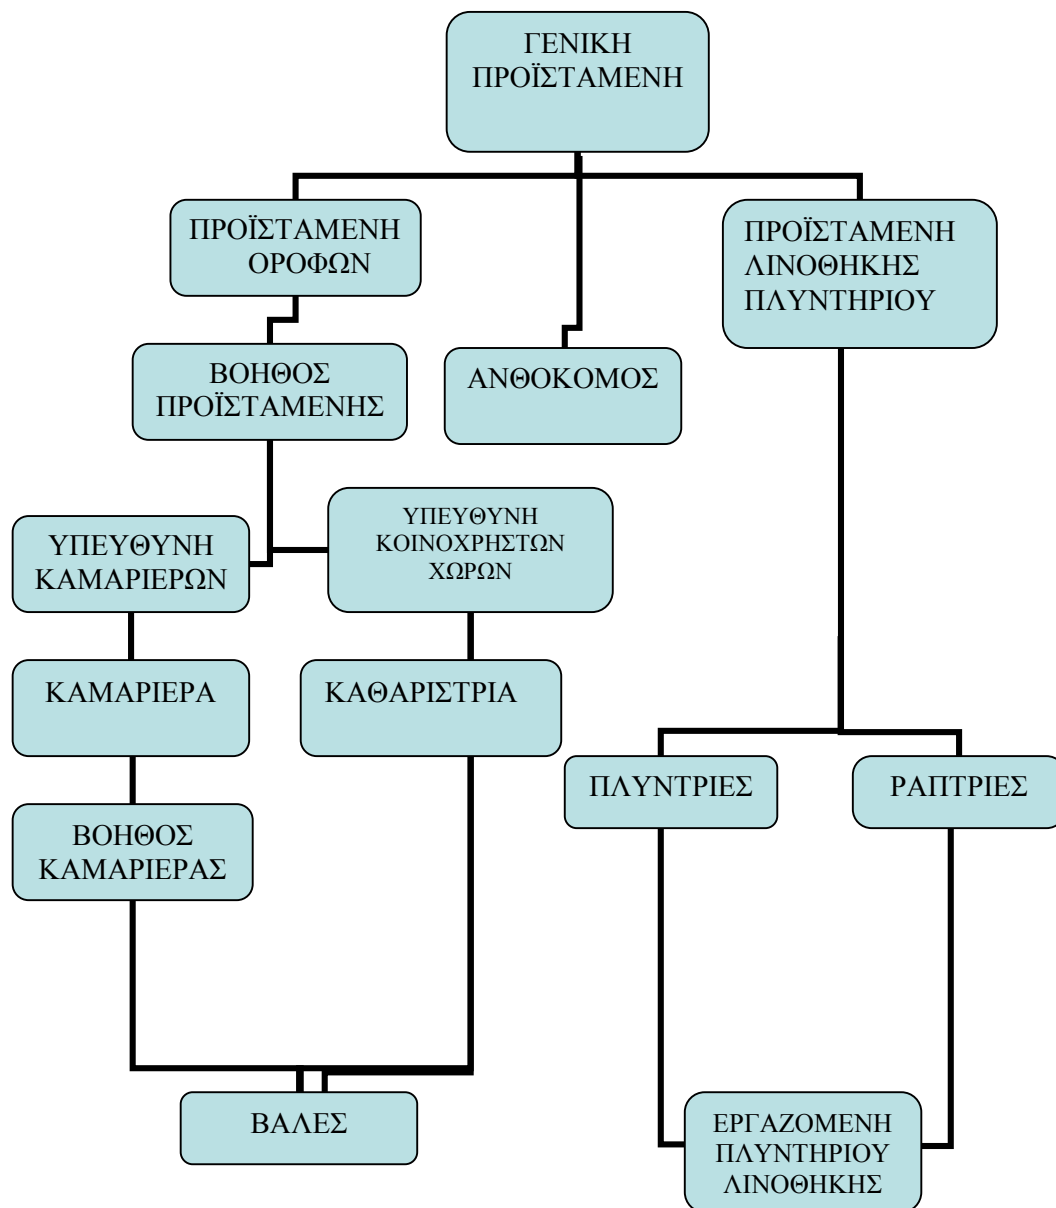 ΓΕΝΙΚΗ
ΠΡΟΪΣΤΑΜΕΝΗ
ΠΡΟΪΣΤΑΜΕΝΗ
ΟΡΟΦΩΝ
ΠΡΟΪΣΤΑΜΕΝΗ
ΛΙΝΟΘΗΚΗΣ
ΠΛΥΝΤΗΡΙΟΥ
ΒΟΗΘΟΣ
ΠΡΟΪΣΤΑΜΕΝΗΣ
ΑΝΘΟΚΟΜΟΣ
ΥΠΕΥΘΥΝΗ
ΚΑΜΑΡΙΕΡΩΝ
ΥΠΕΥΘΥΝΗ
ΚΟΙΝΟΧΡΗΣΤΩΝ
ΧΩΡΩΝ
ΚΑΜΑΡΙΕΡΑ
ΚΑΘΑΡΙΣΤΡΙΑ
ΠΛΥΝΤΡΙΕΣ
ΡΑΠΤΡΙΕΣ
ΒΟΗΘΟΣ
ΚΑΜΑΡΙΕΡΑΣ
ΒΑΛΕΣ
ΕΡΓΑΖΟΜΕΝΗ
ΠΛΥΝΤΗΡΙΟΥ
ΛΙΝΟΘΗΚΗΣ